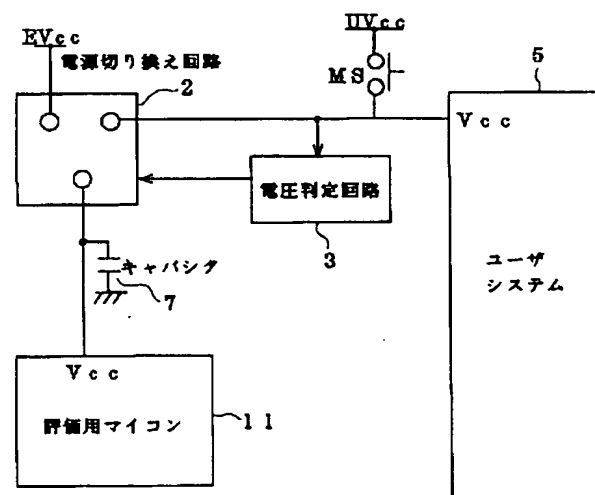 EVcc
UVcc
電源切り換え回路
2
MS
5
Vcc
電圧判定回路
3
キャパシタ
7
ユーザ
システム
Vcc
評価用マイコン
11